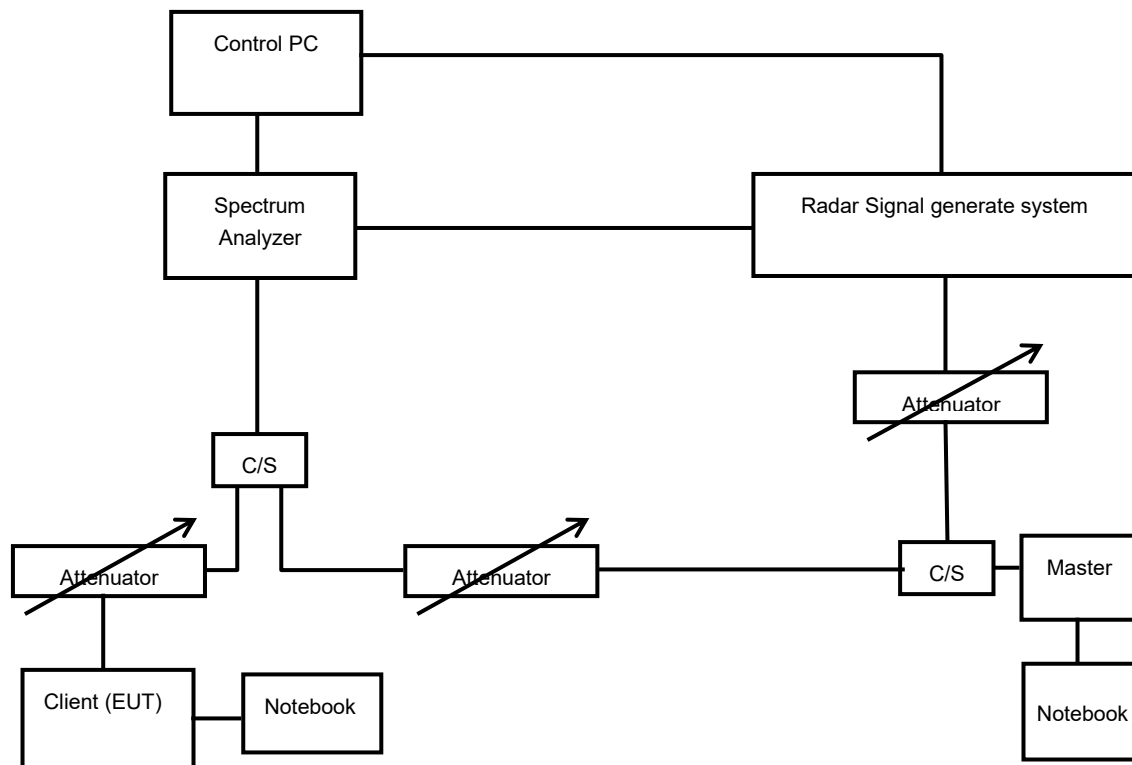 Control PC
Spectrum
Analyzer
Radar Signal generate system
Attenuator
C/S
Attenuator
Attenuator
C/S
Master
Client (EUT)
Notebook
Notebook